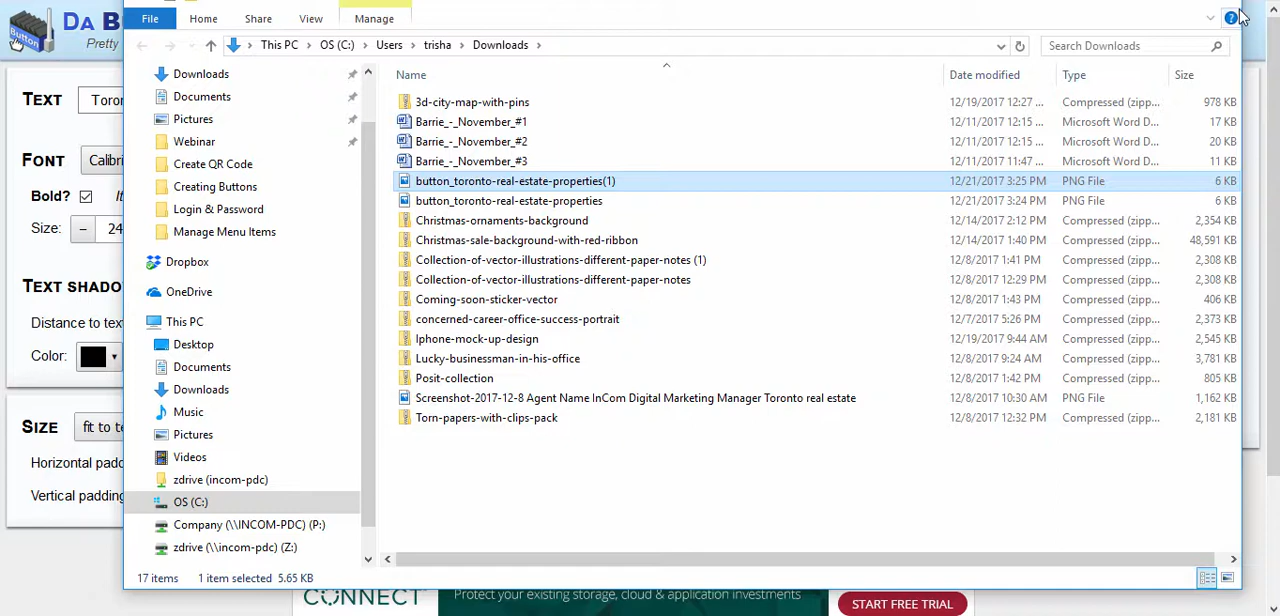 Da Bu
Button
Pretty
File Home Share View Manage
This PC > OS (C:) > Users > trisha > Downloads >
Search Downloads
Name Date modified Type Size
Downloads
Documents
Pictures
Webinar
Create QR Code
Creating Buttons
Login & Password
Manage Menu Items
Dropbox
OneDrive
This PC
Desktop
Documents
Downloads
Music
Pictures
Videos
zdrive (incom-pdc)
OS (C:)
Company (\\INCOM-PDC) (P:)
zdrive (\\incom-pdc) (Z:)
3d-city-map-with-pins 12/19/2017 12:27 ... Compressed (zipp... 978 KB
Barrie_-_November_#1 12/11/2017 12:15 ... Microsoft Word D... 17 KB
Barrie_-_November_#2 12/11/2017 12:15 ... Microsoft Word D... 20 KB
Barrie_-_November_#3 12/11/2017 11:47 ... Microsoft Word D... 11 KB
button_toronto-real-estate-properties(1) 12/21/2017 3:25 PM PNG File 6 KB
button_toronto-real-estate-properties 12/21/2017 3:24 PM PNG File 6 KB
Christmas-ornaments-background 12/14/2017 2:12 PM Compressed (zipp... 2,354 KB
Christmas-sale-background-with-red-ribbon 12/14/2017 1:40 PM Compressed (zipp... 48,591 KB
Collection-of-vector-illustrations-different-paper-notes (1) 12/8/2017 1:41 PM Compressed (zipp... 2,308 KB
Collection-of-vector-illustrations-different-paper-notes 12/8/2017 12:29 PM Compressed (zipp... 2,308 KB
Coming-soon-sticker-vector 12/8/2017 1:43 PM Compressed (zipp... 406 KB
concerned-career-office-success-portrait 12/7/2017 5:26 PM Compressed (zipp... 2,373 KB
Iphone-mock-up-design 12/19/2017 9:44 AM Compressed (zipp... 2,545 KB
Lucky-businessman-in-his-office 12/8/2017 9:24 AM Compressed (zipp... 3,781 KB
Posit-collection 12/8/2017 1:42 PM Compressed (zipp... 805 KB
Screenshot-2017-12-8 Agent Name InCom Digital Marketing Manager Toronto real estate 12/8/2017 10:30 AM PNG File 1,162 KB
Torn-papers-with-clips-pack 12/8/2017 12:32 PM Compressed (zipp... 2,181 KB
17 items 1 item selected 5.65 KB
Text Toron
Font Calibri
Bold? It
Size: − 24
Text shado
Distance to tex
Color:
Size fit to te
Horizontal padd
Vertical padding
CONNECT
Protect your existing storage, cloud & application investments
START FREE TRIAL